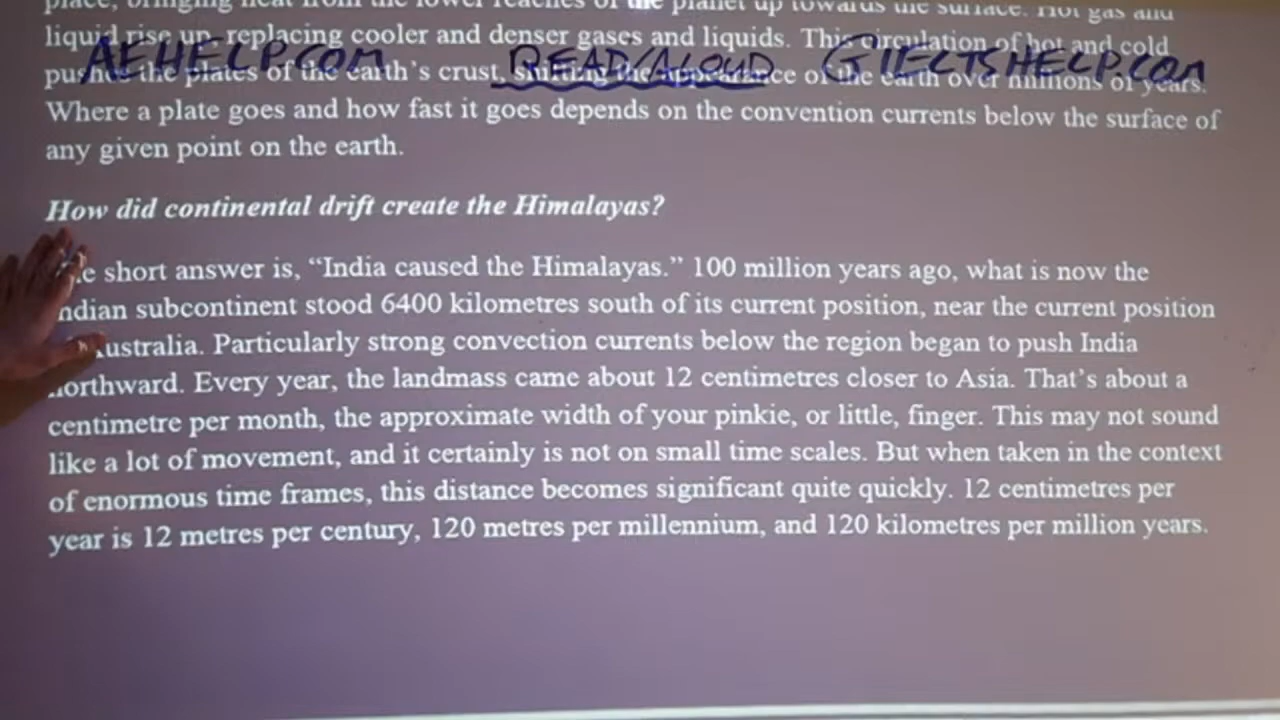 place, bringing heat from the lower reaches of the planet up towards the surface. Hot gas and
liquid rise up, replacing cooler and denser gases and liquids. This circulation of hot and cold
AEHELP.COM READ/ALOUD GIELTSHELP.COM
pushes the plates of the earth's crust, shifting the appearance of the earth over millions of years.
Where a plate goes and how fast it goes depends on the convention currents below the surface of
any given point on the earth.
How did continental drift create the Himalayas?
short answer is, “India caused the Himalayas.” 100 million years ago, what is now the
ndian subcontinent stood 6400 kilometres south of its current position, near the current position
ustralia. Particularly strong convection currents below the region began to push India
orthward. Every year, the landmass came about 12 centimetres closer to Asia. That's about a
centimetre per month, the approximate width of your pinkie, or little, finger. This may not sound
like a lot of movement, and it certainly is not on small time scales. But when taken in the context
of enormous time frames, this distance becomes significant quite quickly. 12 centimetres per
year is 12 metres per century, 120 metres per millennium, and 120 kilometres per million years.